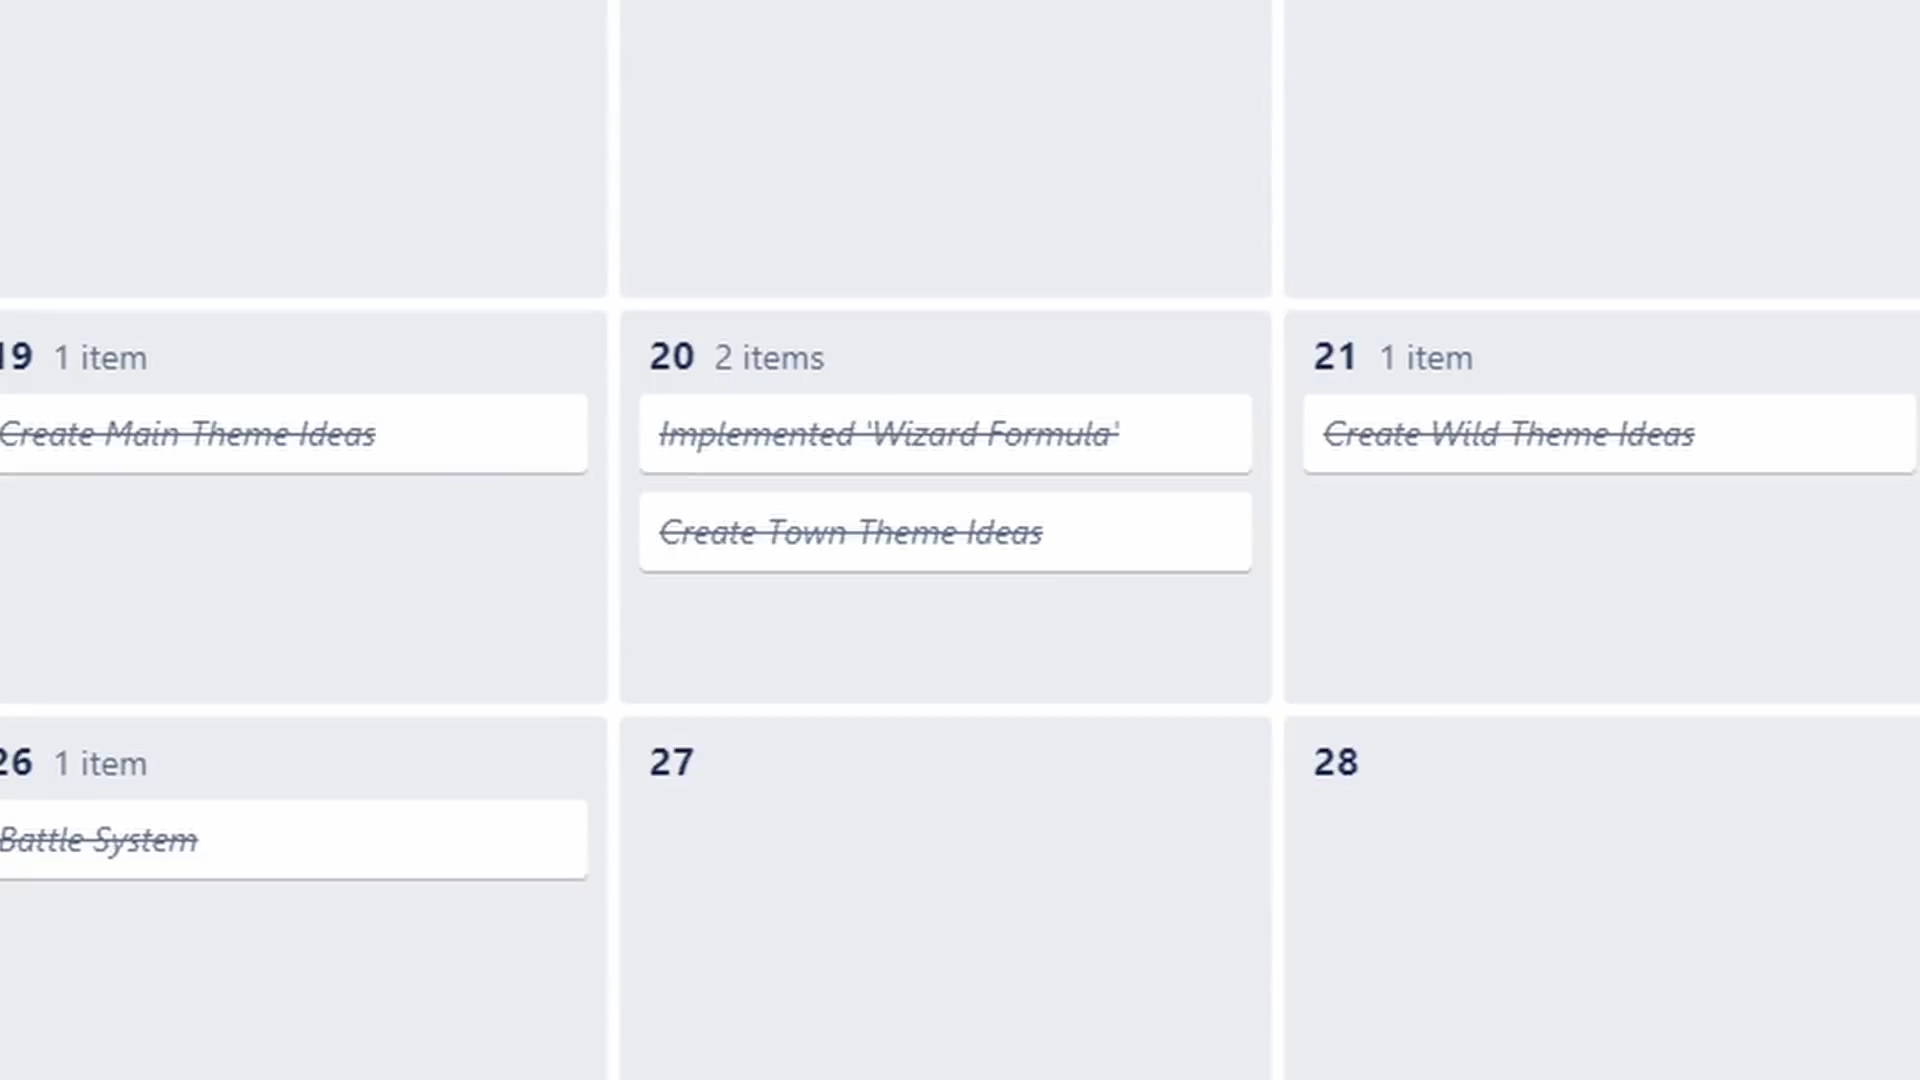 19 1 item
20 2 items
21 1 item
Create Main Theme Ideas
Implemented 'Wizard Formula'
Create Wild Theme Ideas
Create Town Theme Ideas
26 1 item
27
28
Battle System